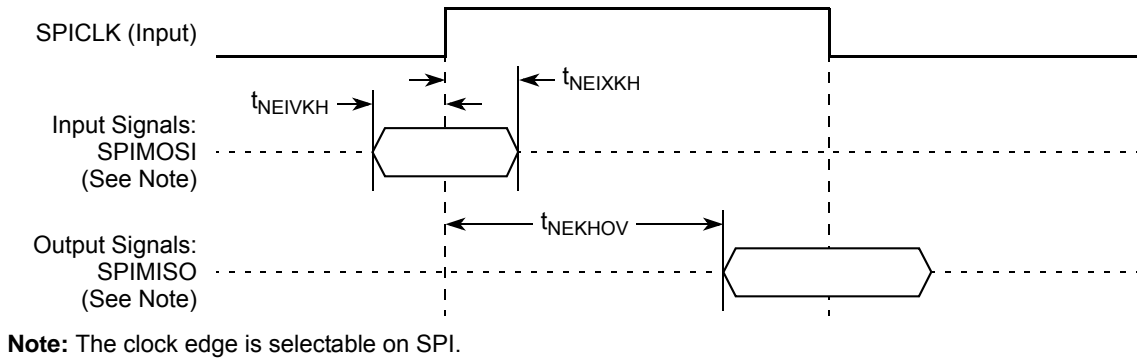 SPICLK (Input)
tNEIXKH
tNEIVKH
Input Signals:
SPIMOSI
(See Note)
tNEKHOV
Output Signals:
SPIMISO
(See Note)
Note: The clock edge is selectable on SPI.